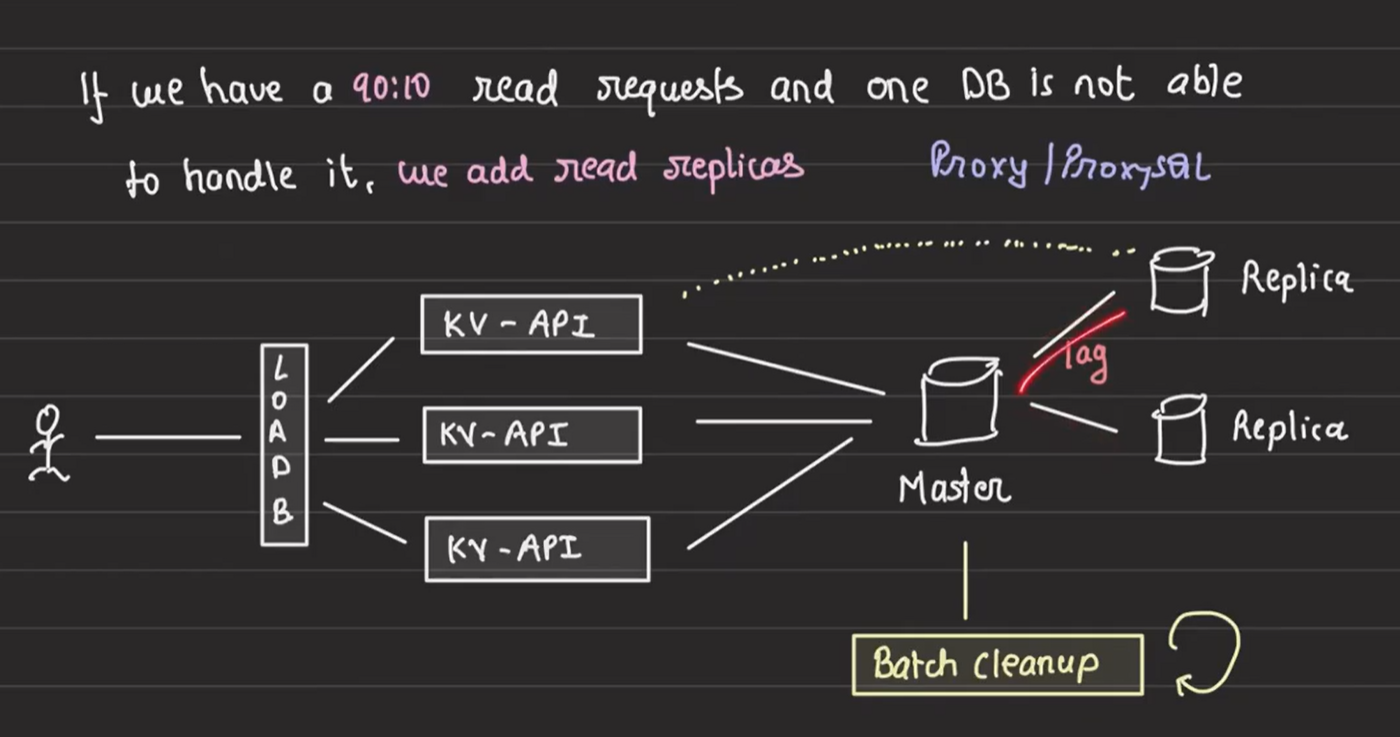 If we have a 90:10 read requests and one DB is not able
to handle it, we add read replicas
Proxy / ProxySQL
Replica
KV - API
LOADB
lag
KV - API
Replica
Master
KV - API
Batch Cleanup